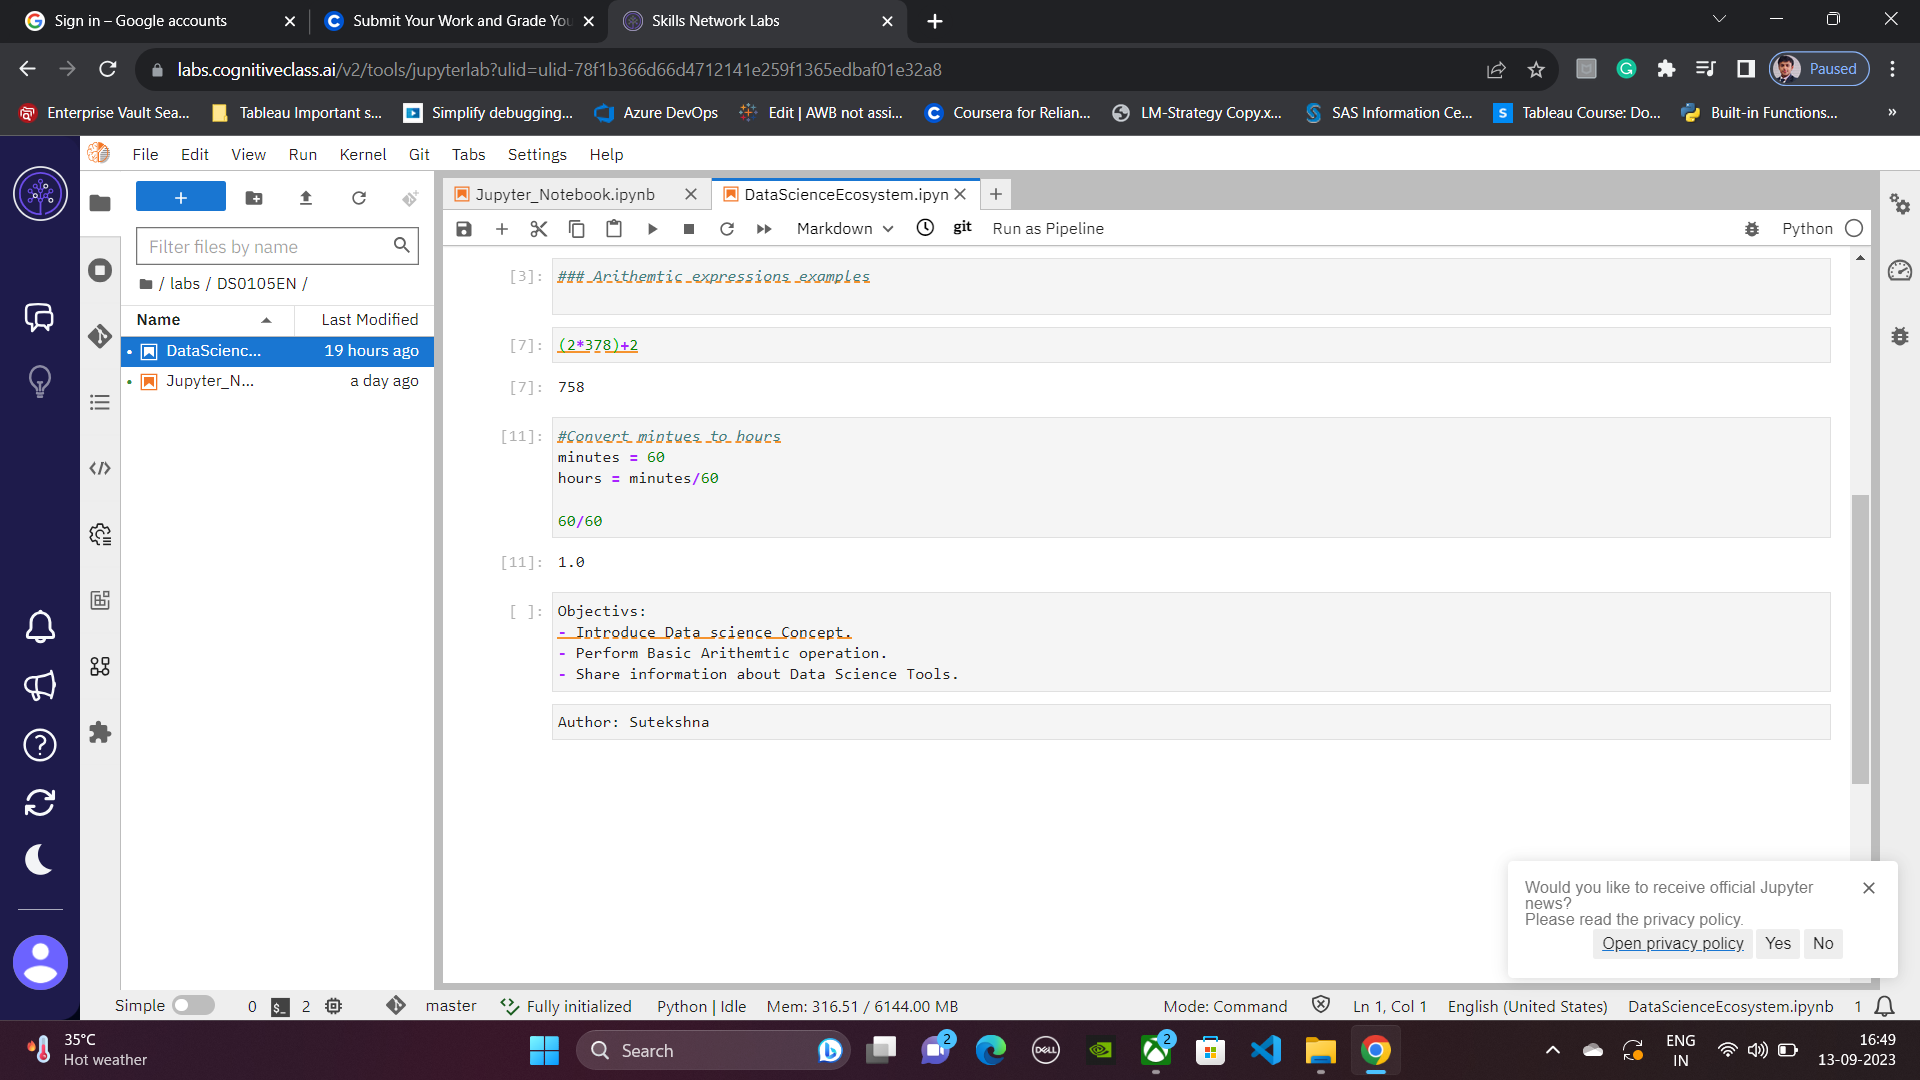 Sign in – Google accounts
Submit Your Work and Grade You
Skills Network Labs
labs.cognitiveclass.ai/v2/tools/jupyterlab?ulid=ulid-78f1b366d66d4712141e259f1365edbaf01e32a8
Paused
Enterprise Vault Sea...
Tableau Important s...
Simplify debugging...
Azure DevOps
Edit | AWB not assi...
Coursera for Relian...
LM-Strategy Copy.x...
SAS Information Ce...
Tableau Course: Do...
Built-in Functions...
»
File Edit View Run Kernel Git Tabs Settings Help
Jupyter_Notebook.ipynb
DataScienceEcosystem.ipyn
Markdown
git
Run as Pipeline
Python
Filter files by name
/ labs / DS0105EN /
Name Last Modified
DataScienc... 19 hours ago
Jupyter_N... a day ago
[3]: ### Arithemtic expressions examples
[7]: (2*378)+2
[7]: 758
[11]: #Convert mintues to hours
minutes = 60
hours = minutes/60
60/60
[11]: 1.0
[ ]: Objectivs:
- Introduce Data science Concept.
- Perform Basic Arithemtic operation.
- Share information about Data Science Tools.
Author: Sutekshna
Would you like to receive official Jupyter
news?
Please read the privacy policy.
Open privacy policy Yes No
Simple 0 $_ 2 master Fully initialized Python | Idle Mem: 316.51 / 6144.00 MB Mode: Command Ln 1, Col 1 English (United States) DataScienceEcosystem.ipynb 1
35°C
Hot weather
Search
2
DELL
2
ENG
IN
16:49
13-09-2023